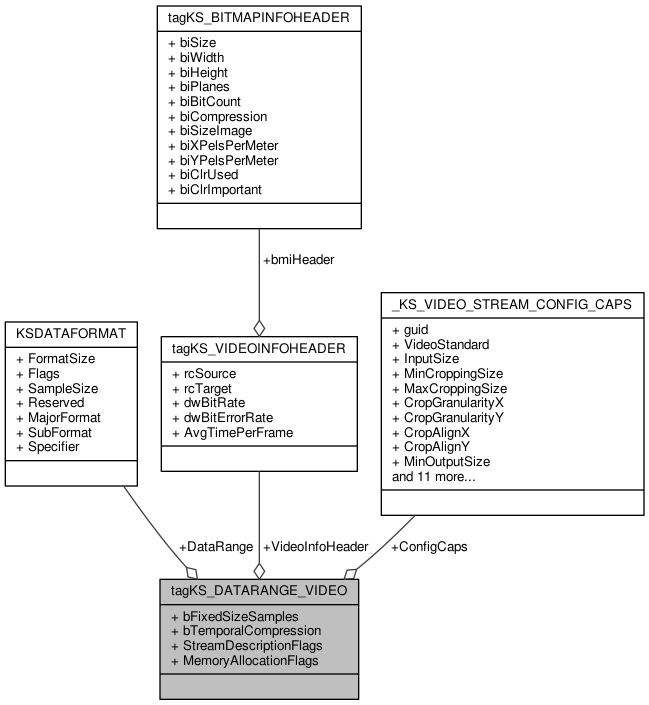 tagKS_BITMAPINFOHEADER
+ biSize
+ biWidth
+ biHeight
+ biPlanes
+ biBitCount
+ biCompression
+ biSizeImage
+ biXPelsPerMeter
+ biYPelsPerMeter
+ biClrUsed
+ biClrImportant
+bmiHeader
KSDATAFORMAT
+ FormatSize
+ Flags
+ SampleSize
+ Reserved
+ MajorFormat
+ SubFormat
+ Specifier
tagKS_VIDEOINFOHEADER
+ rcSource
+ rcTarget
+ dwBitRate
+ dwBitErrorRate
+ AvgTimePerFrame
_KS_VIDEO_STREAM_CONFIG_CAPS
+ guid
+ VideoStandard
+ InputSize
+ MinCroppingSize
+ MaxCroppingSize
+ CropGranularityX
+ CropGranularityY
+ CropAlignX
+ CropAlignY
+ MinOutputSize
and 11 more...
+DataRange
+VideoInfoHeader
+ConfigCaps
tagKS_DATARANGE_VIDEO
+ bFixedSizeSamples
+ bTemporalCompression
+ StreamDescriptionFlags
+ MemoryAllocationFlags